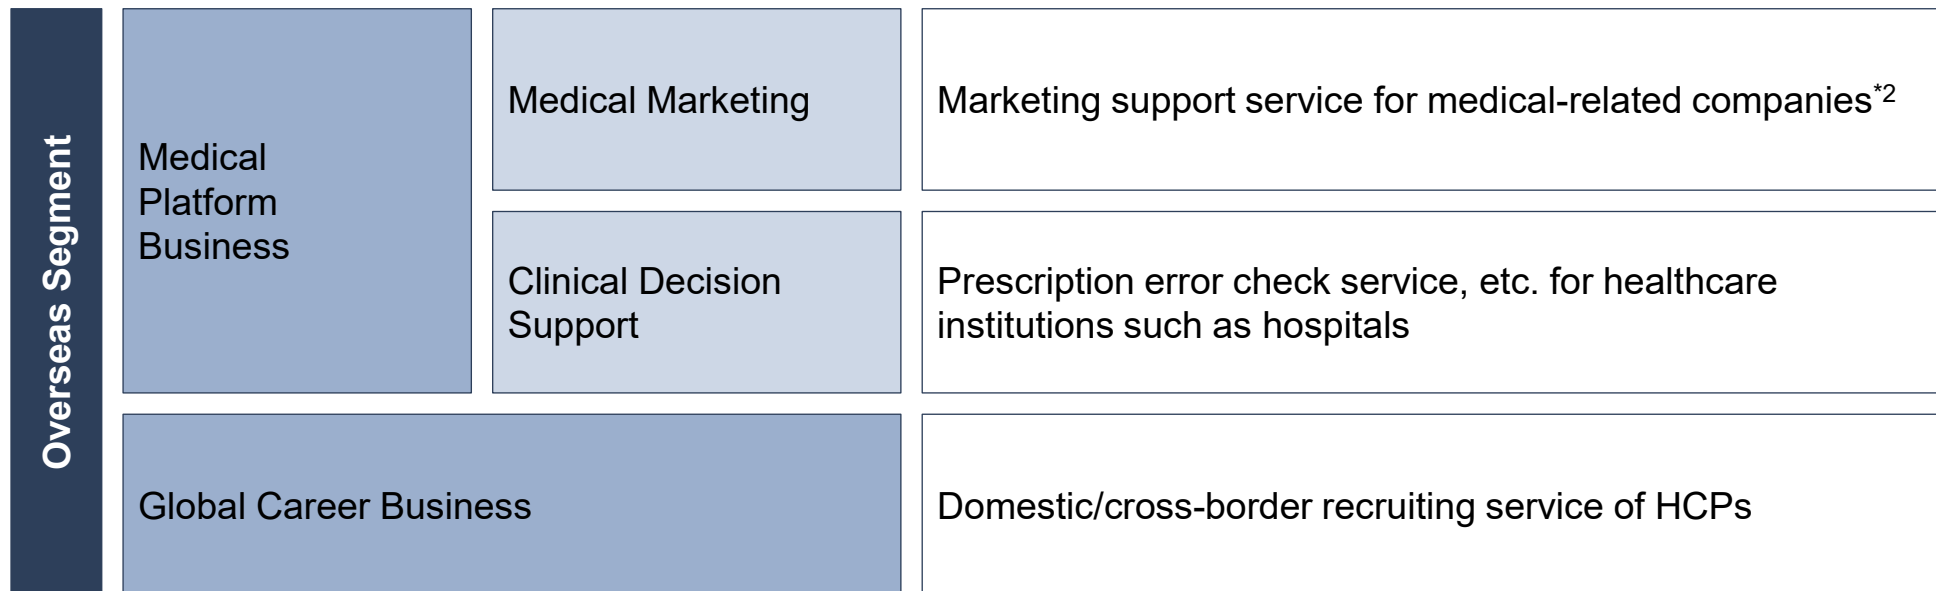 Overseas Segment
Medical
Platform
Business
Medical Marketing
Marketing support service for medical-related companies*2
Clinical Decision
Support
Prescription error check service, etc. for healthcare
institutions such as hospitals
Global Career Business
Domestic/cross-border recruiting service of HCPs